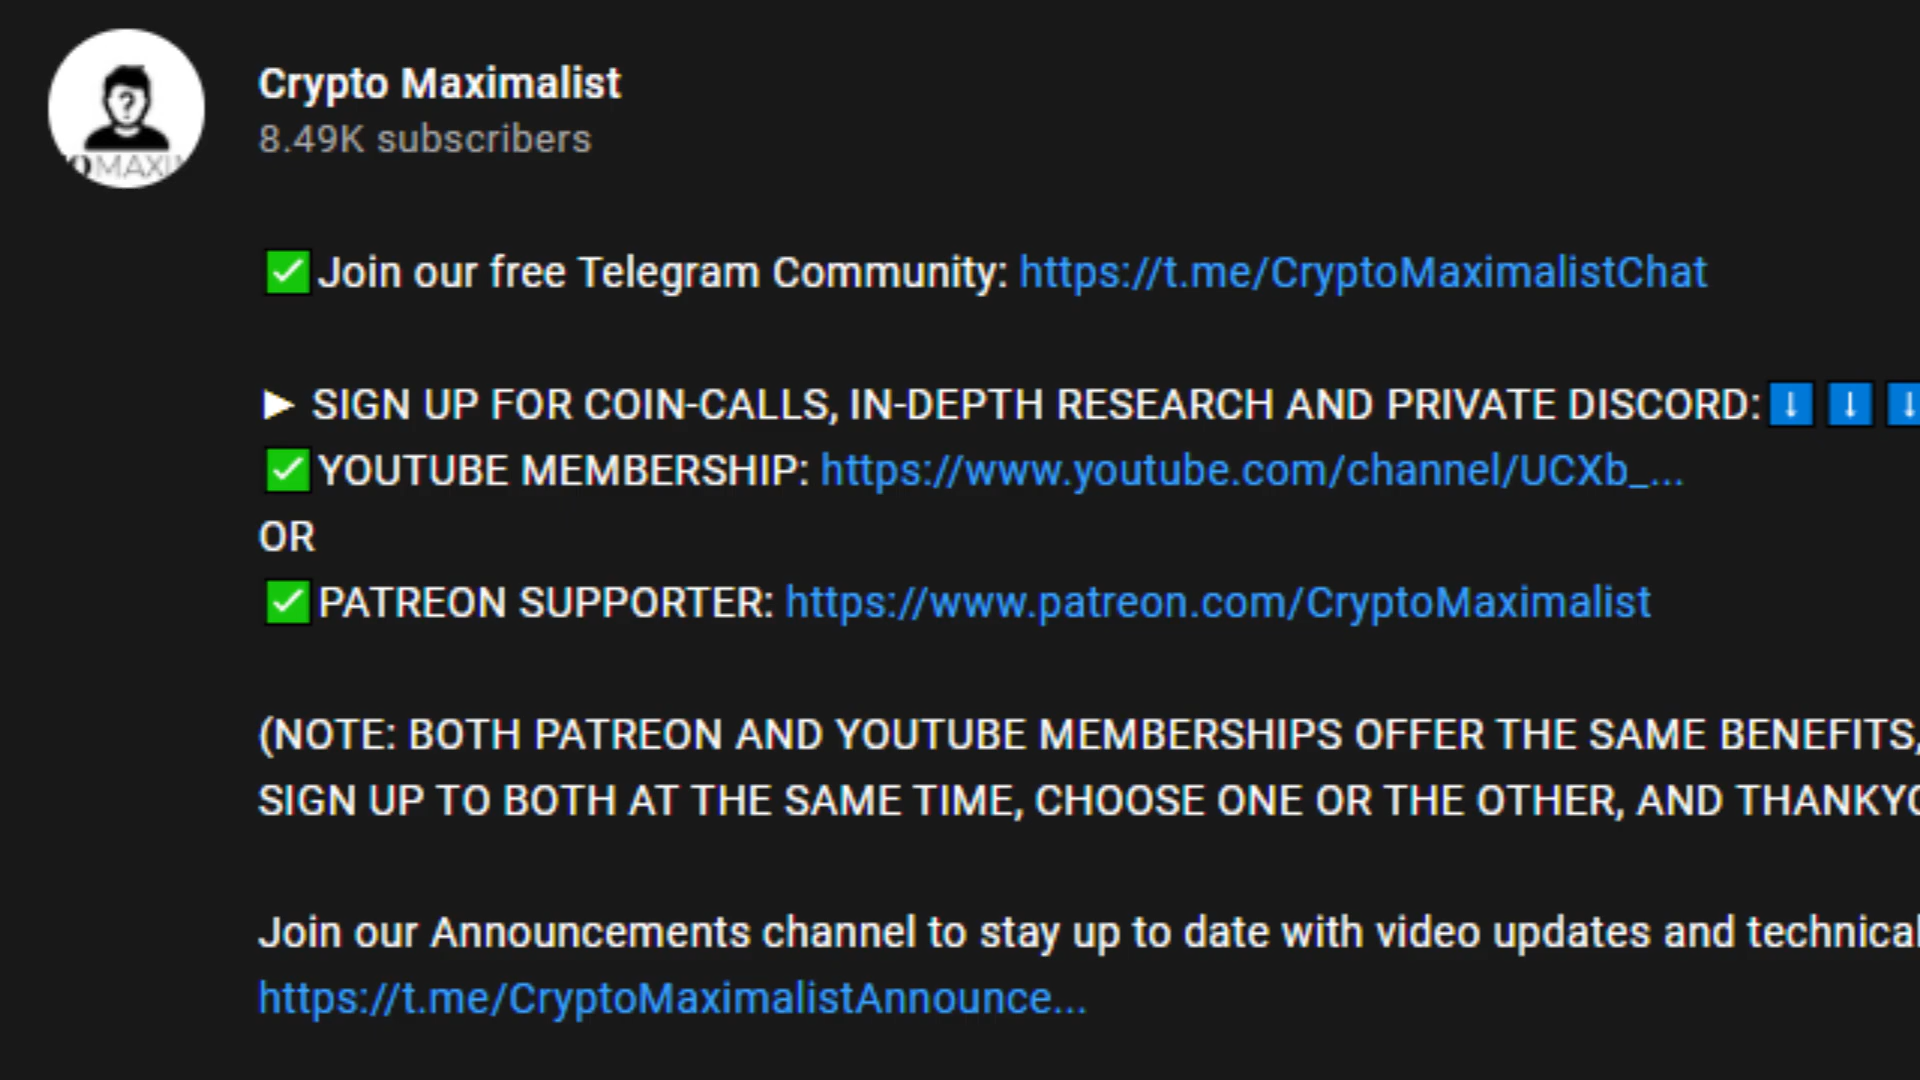 Crypto Maximalist
8.49K subscribers
MAXI
✅Join our free Telegram Community: https://t.me/CryptoMaximalistChat
► SIGN UP FOR COIN-CALLS, IN-DEPTH RESEARCH AND PRIVATE DISCORD:⬇⬇⬇
✅YOUTUBE MEMBERSHIP: https://www.youtube.com/channel/UCXb_...
OR
✅PATREON SUPPORTER: https://www.patreon.com/CryptoMaximalist
(NOTE: BOTH PATREON AND YOUTUBE MEMBERSHIPS OFFER THE SAME BENEFITS,
SIGN UP TO BOTH AT THE SAME TIME, CHOOSE ONE OR THE OTHER, AND THANKYO
Join our Announcements channel to stay up to date with video updates and technical
https://t.me/CryptoMaximalistAnnounce...